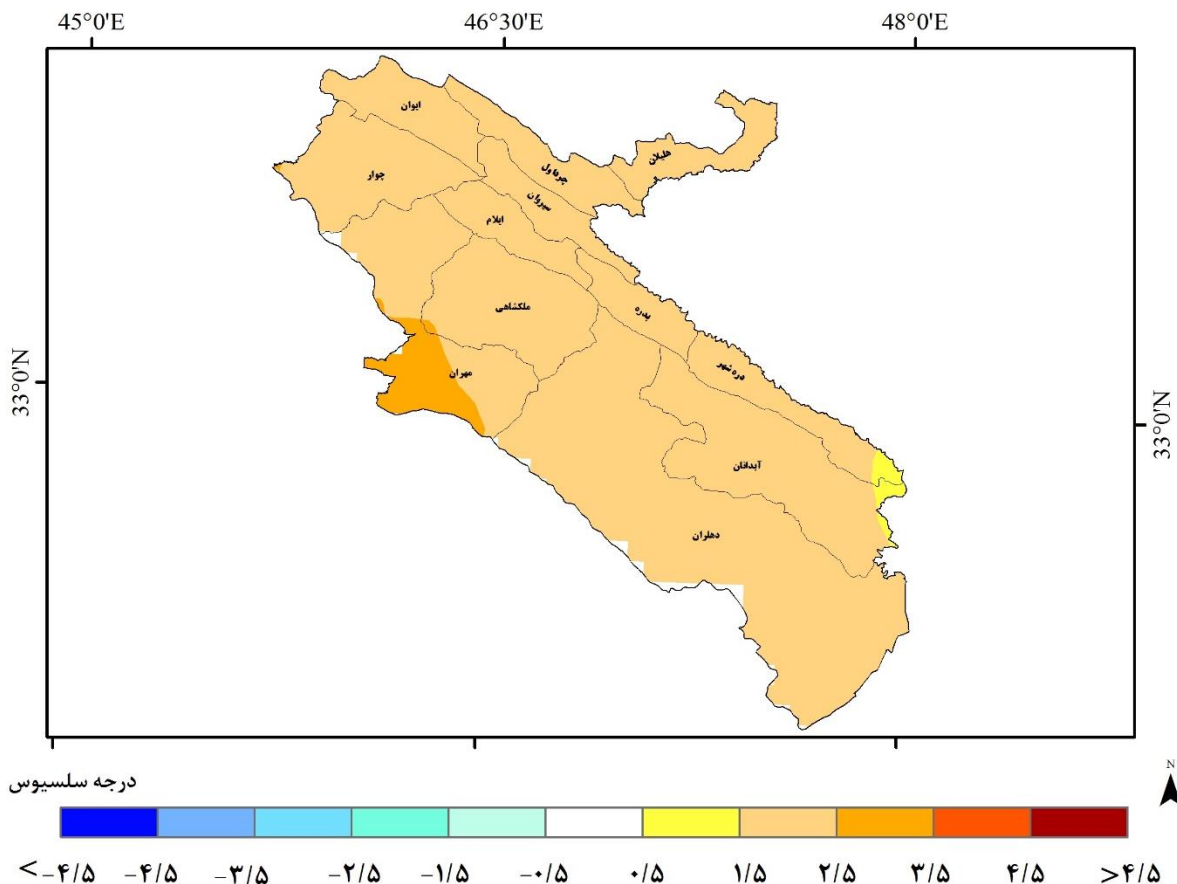 45°0'E
46°30'E
48°0'E
ایوان
هلیلان
چرداول
چوار
سیروان
ایلام
ملکشاهی
بدره
دره شهر
مهران
33°0'N
33°0'N
آبدانان
دهلران
درجه سلسیوس
N
<-۴/۵ -۴/۵ -۳/۵ -۲/۵ -۱/۵ -۰/۵ ۰/۵ ۱/۵ ۲/۵ ۳/۵ ۴/۵ >۴/۵